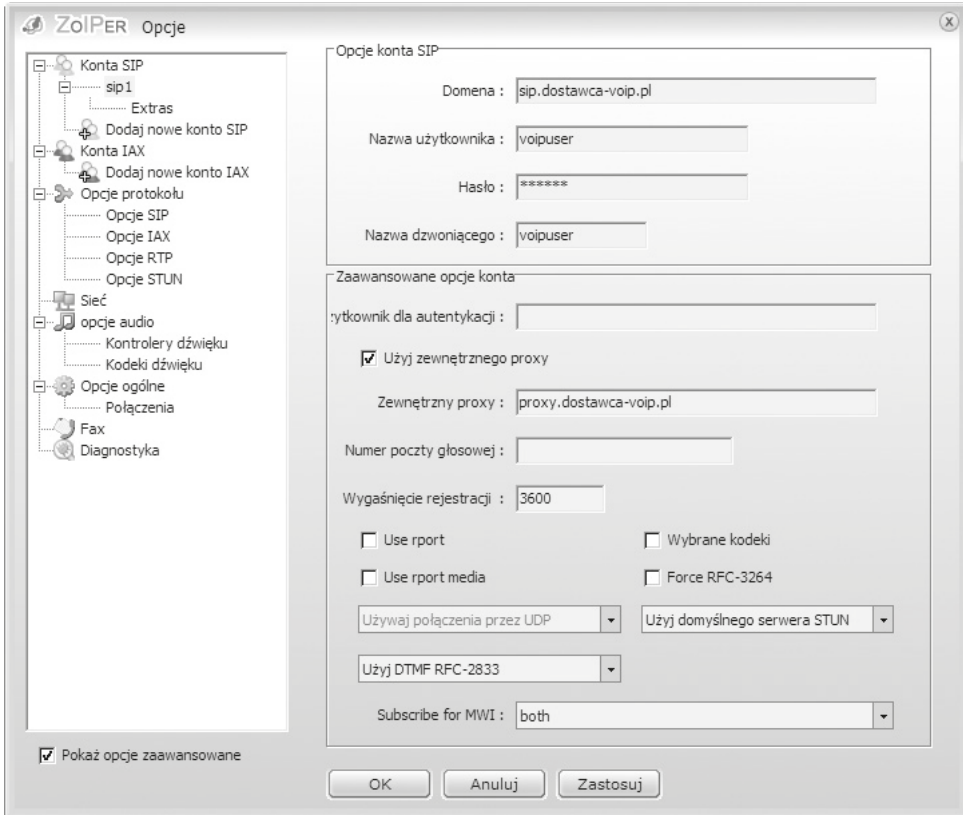 ZOIPER Opcje
Konta SIP
sip1
Extras
Dodaj nowe konto SIP
Konta IAX
Dodaj nowe konto IAX
Opcje protokołu
Opcje SIP
Opcje IAX
Opcje RTP
Opcje STUN
Sieć
opcje audio
Kontrolery dźwięku
Kodeki dźwięku
Opcje ogólne
Połączenia
Fax
Diagnostyka
Pokaż opcje zaawansowane
Opcje konta SIP
Domena : sip.dostawca-voip.pl
Nazwa użytkownika : voipuser
Hasło : ******
Nazwa dzwoniącego : voipuser
Zaawansowane opcje konta
żytkownik dla autentykacji :
Użyj zewnętrznego proxy
Zewnętrzny proxy : proxy.dostawca-voip.pl
Numer poczty głosowej :
Wygaśnięcie rejestracji : 3600
Use rport Wybrane kodeki
Use rport media Force RFC-3264
Używaj połączenia przez UDP Użyj domyślnego serwera STUN
Użyj DTMF RFC-2833
Subscribe for MWI : both
OK Anuluj Zastosuj